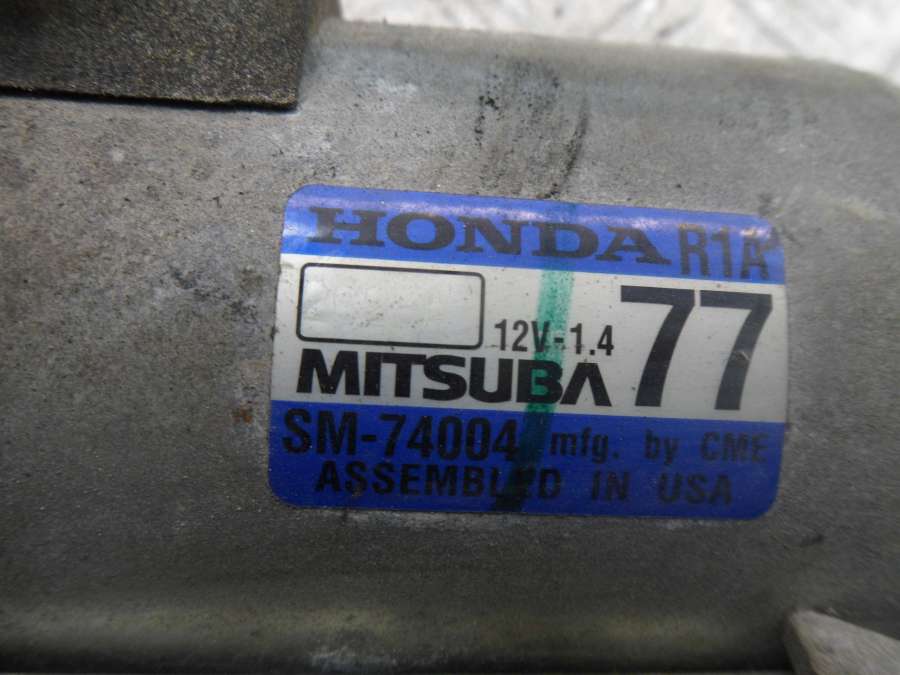 HONDA R1A
12V-1.4 77
MITSUBA
SM-74004 mfg. by CME
ASSEMBLED IN USA